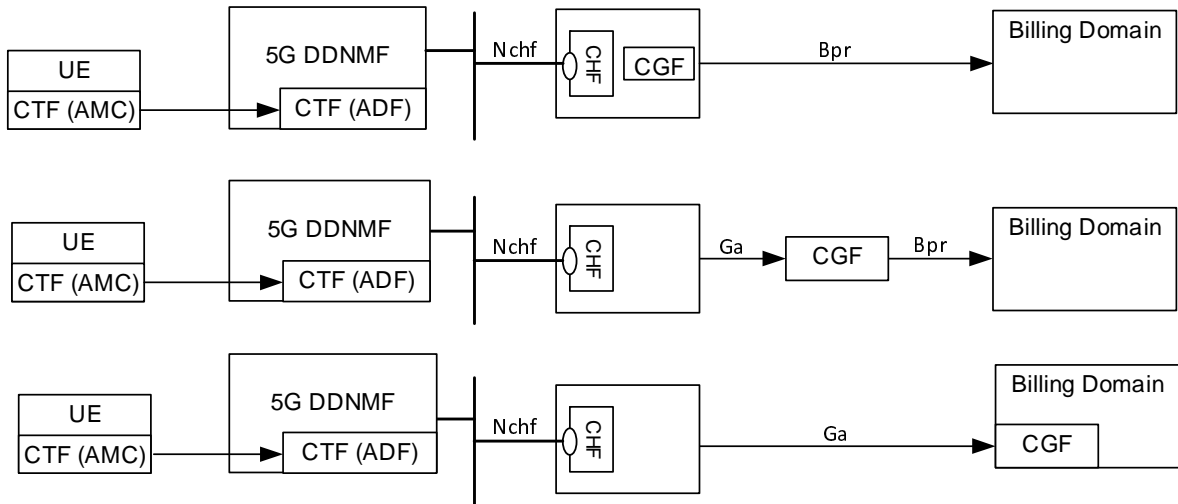 UE
CTF (AMC)
5G DDNMF
CTF (ADF)
Nchf
CHF
CGF
Bpr
Billing Domain
UE
CTF (AMC)
5G DDNMF
CTF (ADF)
Nchf
CHF
Ga
CGF
Bpr
Billing Domain
UE
CTF (AMC)
5G DDNMF
CTF (ADF)
Nchf
CHF
Ga
Billing Domain
CGF